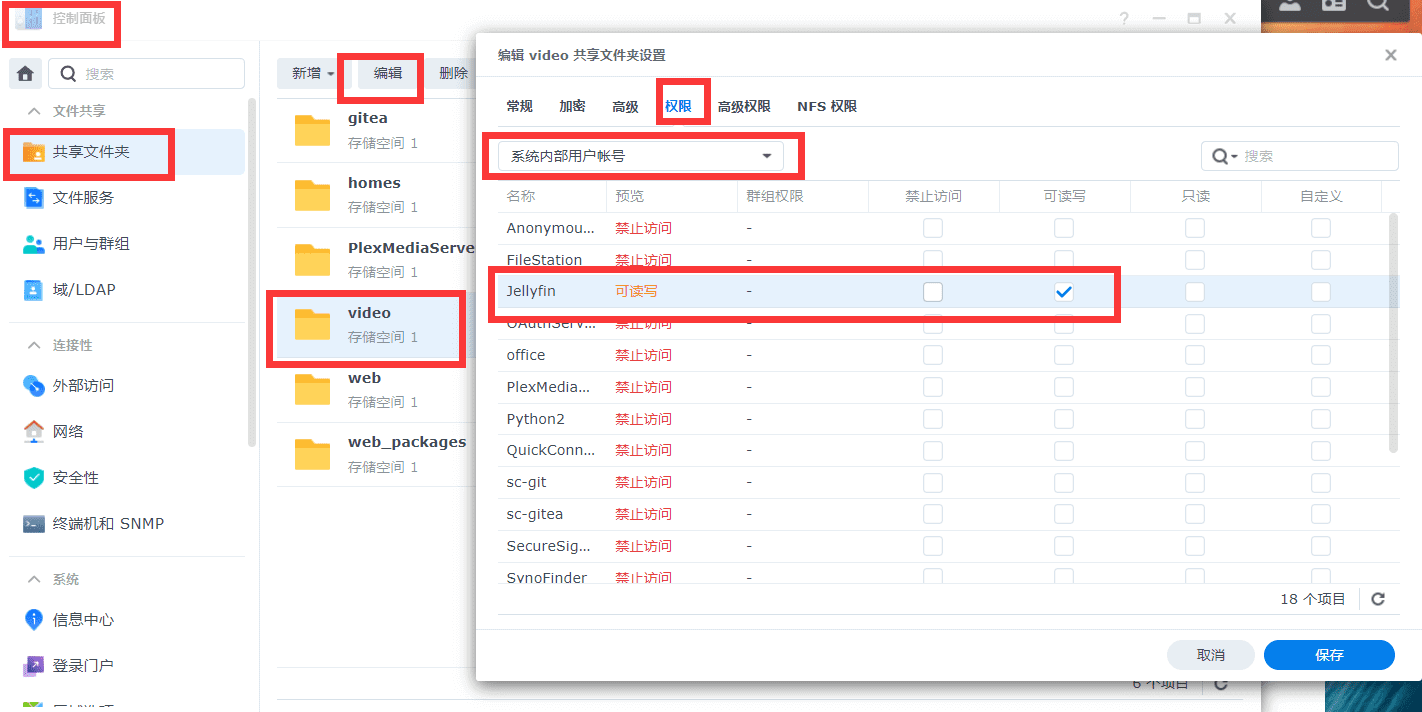 控制面板
搜索
文件共享
共享文件夹
文件服务
用户与群组
域/LDAP
连接性
外部访问
网络
安全性
终端机和 SNMP
系统
信息中心
登录门户
新增 编辑 删除
gitea
存储空间 1
homes
存储空间 1
PlexMediaServe
存储空间 1
video
存储空间 1
web
存储空间 1
web_packages
存储空间 1
6 个项目
编辑 video 共享文件夹设置
常规 加密 高级 权限 高级权限 NFS 权限
系统内部用户帐号 搜索
名称 预览 群组权限 禁止访问 可读写 只读 自定义
Anonymou... 禁止访问 -
FileStation 禁止访问 -
Jellyfin 可读写 -
OAuthServ... 禁止访问 -
office 禁止访问 -
PlexMedia... 禁止访问 -
Python2 禁止访问 -
QuickConn... 禁止访问 -
sc-git 禁止访问 -
sc-gitea 禁止访问 -
SecureSig... 禁止访问 -
SynoFinder 禁止访问 -
18 个项目
取消 保存